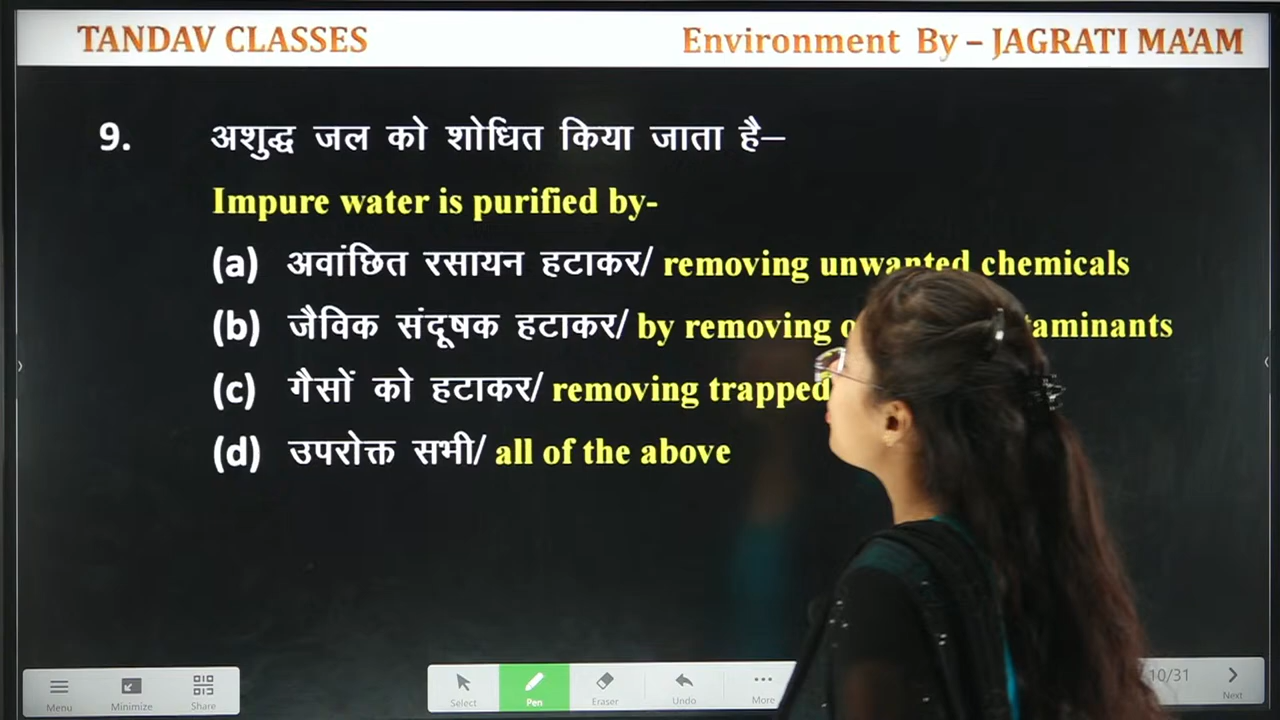 TANDAV CLASSES
Environment By – JAGRATI MA'AM
9. अशुद्ध जल को शोधित किया जाता है–
Impure water is purified by-
(a) अवांछित रसायन हटाकर/ removing unwanted chemicals
(b) जैविक संदूषक हटाकर/ by removing
(c) गैसों को हटाकर/ removing trapped
(d) उपरोक्त सभी/ all of the above
Menu Minimize Share Select Pen Eraser Undo More 10/31 Next